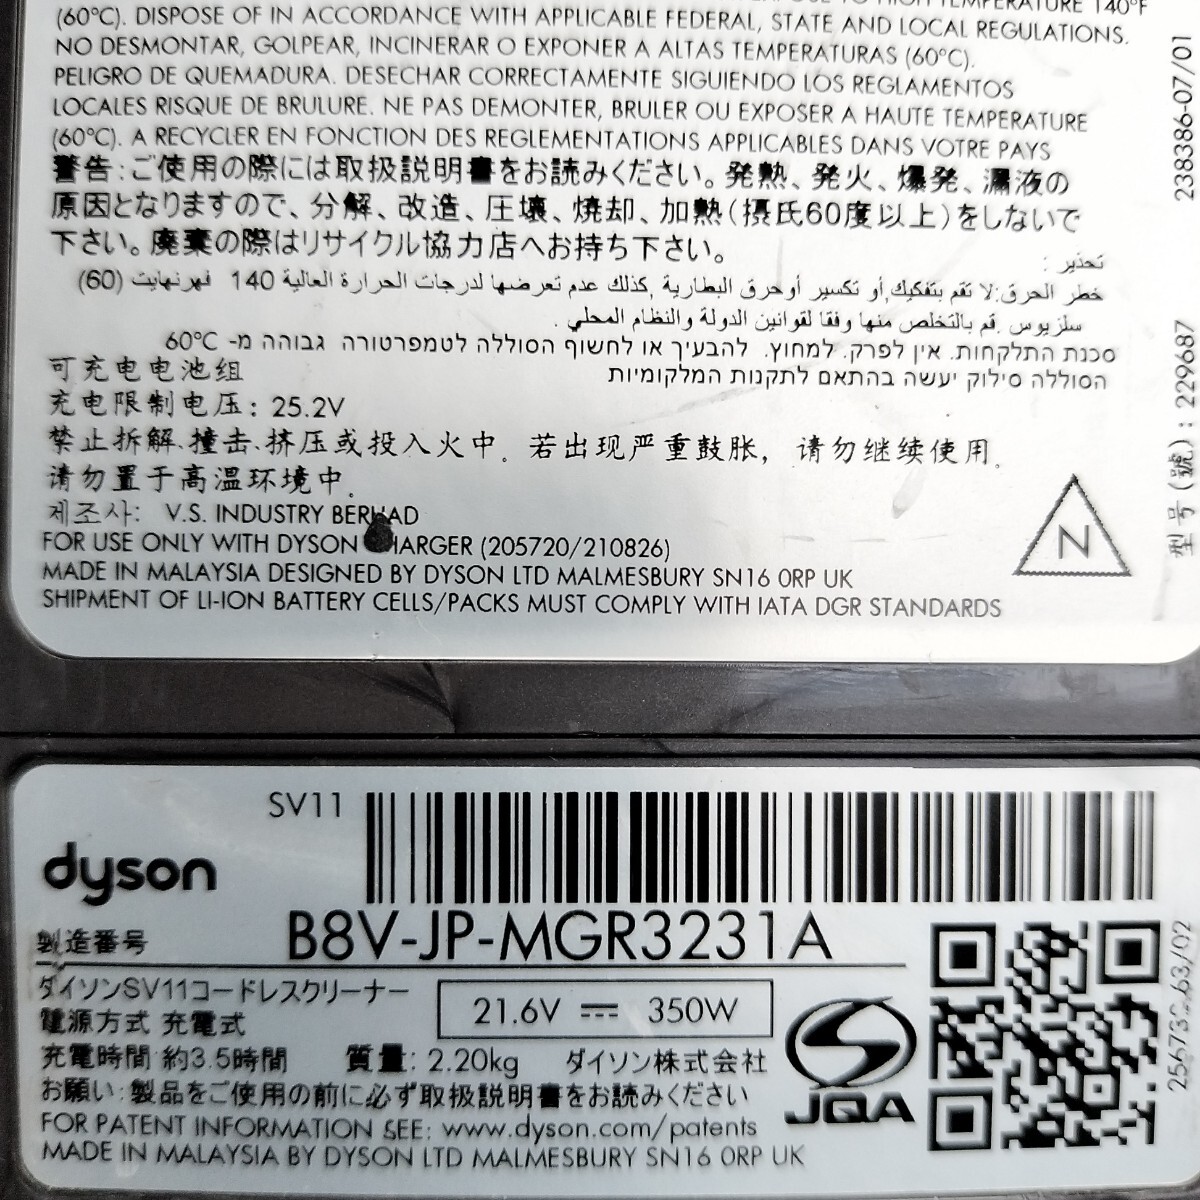 TEMPERATURE 140°F
(60°C). DISPOSE OF IN ACCORDANCE WITH APPLICABLE FEDERAL, STATE AND LOCAL REGULATIONS.
NO DESMONTAR, GOLPEAR, INCINERAR O EXPONER A ALTAS TEMPERATURAS (60°C).
PELIGRO DE QUEMADURA. DESECHAR CORRECTAMENTE SIGUIENDO LOS REGLAMENTOS
LOCALES RISQUE DE BRULURE. NE PAS DEMONTER, BRULER OU EXPOSER A HAUTE TEMPERATURE
(60°C). A RECYCLER EN FONCTION DES REGLEMENTATIONS APPLICABLES DANS VOTRE PAYS
警告:ご使用の際には取扱説明書をお読みください。発熱、発火、爆発、漏液の
原因となりますので、分解、改造、圧壊、焼却、加熱(摂氏60度以上)をしないで
下さい。廃棄の際はリサイクル協力店へお持ち下さい。
تحذير :
خطر الحرق:لا تقم بتفكيك,أو تكسير أوحرق البطارية ,كذلك عدم تعرضها لدرجات الحرارة العالية 140 فهرنهايت (60)
سلزيوس .قم بالتخلص منها وفقا لقوانين الدولة والنظام المحلي .
סכנת התלקחות. אין לפרק. למחוץ. להבעיך או לחשוף הסוללה לטמפרטורה גבוהה מ- 60°C
הסוללה סילוק יעשה בהתאם לתקנות המקומיות
可充电电池组
充电限制电压: 25.2V
禁止拆解、撞击、挤压或投入火中。若出现严重鼓胀，请勿继续使用。
请勿置于高温环境中。
제조사: V.S. INDUSTRY BERHAD
FOR USE ONLY WITH DYSON CHARGER (205720/210826)
MADE IN MALAYSIA DESIGNED BY DYSON LTD MALMESBURY SN16 0RP UK
SHIPMENT OF LI-ION BATTERY CELLS/PACKS MUST COMPLY WITH IATA DGR STANDARDS
N
型号(號): 229687
238386-07/01
SV11
dyson
製造番号 B8V-JP-MGR3231A
ダイソンSV11コードレスクリーナー
21.6V ⎓ 350W
電源方式 充電式
充電時間 約3.5時間 質量: 2.20kg ダイソン株式会社
お願い:製品をご使用の前に必ず取扱説明書をお読みください
FOR PATENT INFORMATION SEE: www.dyson.com/patents
MADE IN MALAYSIA BY DYSON LTD MALMESBURY SN16 0RP UK
JQA